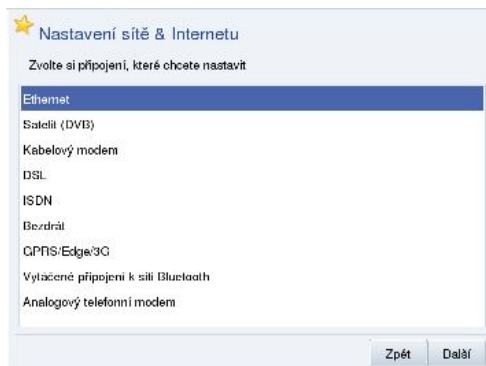 Nastavení sítě & Internetu
Zvolte si připojení, které chcete nastavit
Ethernet
Satelit (DVB)
Kabelový modem
DSL
ISDN
Bezdrát
GPRS/Edge/3G
Vytáčené připojení k síti Bluetooth
Analogový telefonní modem
Zpět Další